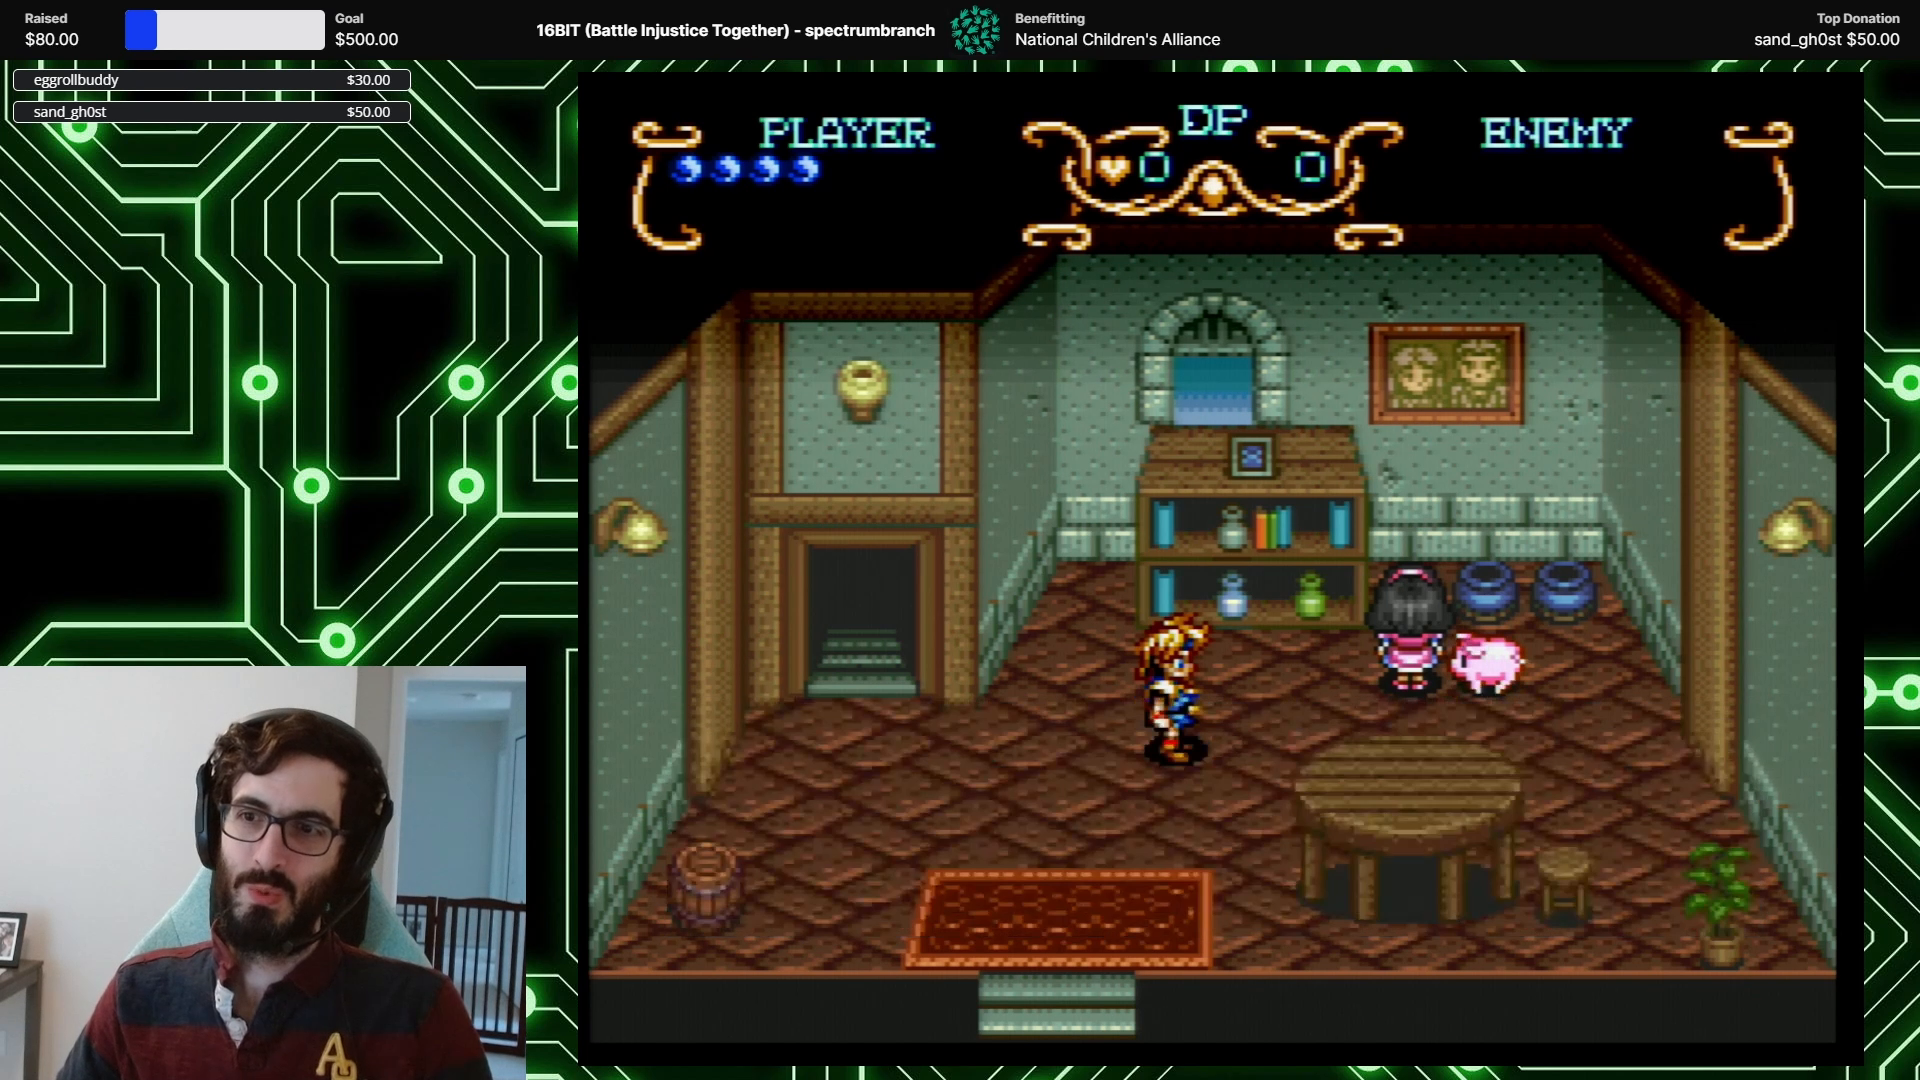 Raised
$80.00
Goal
$500.00
16BIT (Battle Injustice Together) - spectrumbranch
Benefitting
National Children's Alliance
Top Donation
sand_gh0st $50.00
eggrollbuddy $30.00
sand_gh0st $50.00
PLAYER
DP
ENEMY
0
0
A